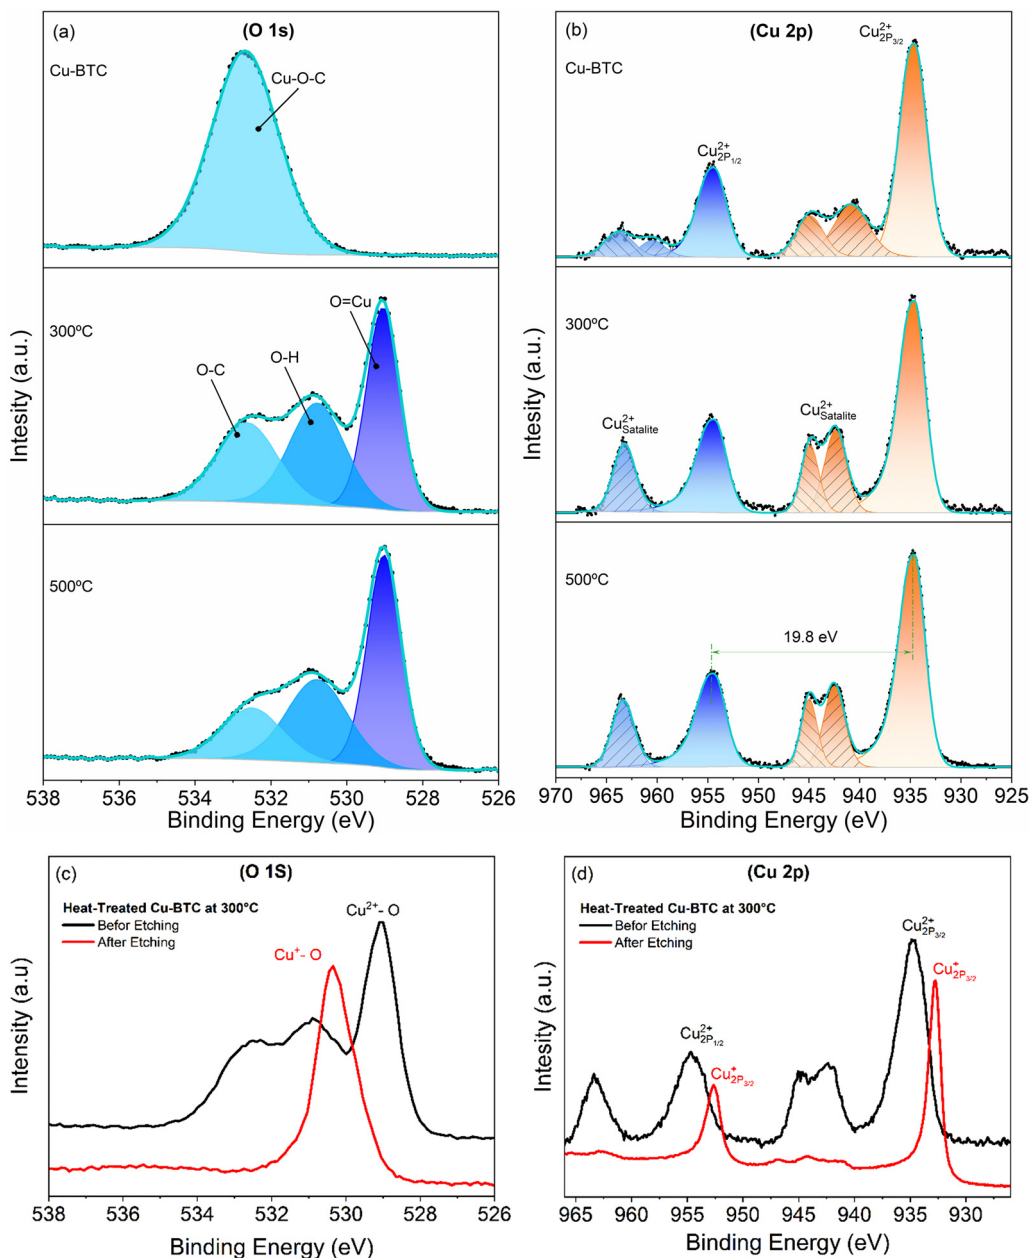 (a)
(O 1s)
Cu-BTC
Cu-O-C
300ºC
O=Cu
O-H
O-C
500ºC
Intesity (a.u.)
538 536 534 532 530 528 526
Binding Energy (eV)
(b)
(Cu 2p)
Cu2+2P3/2
Cu-BTC
Cu2+2P1/2
300ºC
Cu2+Satalite
Cu2+Satalite
500ºC
19.8 eV
Intesity (a.u.)
970 965 960 955 950 945 940 935 930 925
Binding Energy (eV)
(c)
(O 1S)
Heat-Treated Cu-BTC at 300°C
Befor Etching
After Etching
Cu2+- O
Cu+- O
Intensity (a.u)
538 536 534 532 530 528 526
Binding Energy (eV)
(d)
(Cu 2p)
Heat-Treated Cu-BTC at 300°C
Befor Etching
After Etching
Cu2+2P3/2
Cu+2P3/2
Cu2+2P1/2
Cu+2P3/2
Intesity (a.u.)
965 960 955 950 945 940 935 930
Binding Energy (eV)